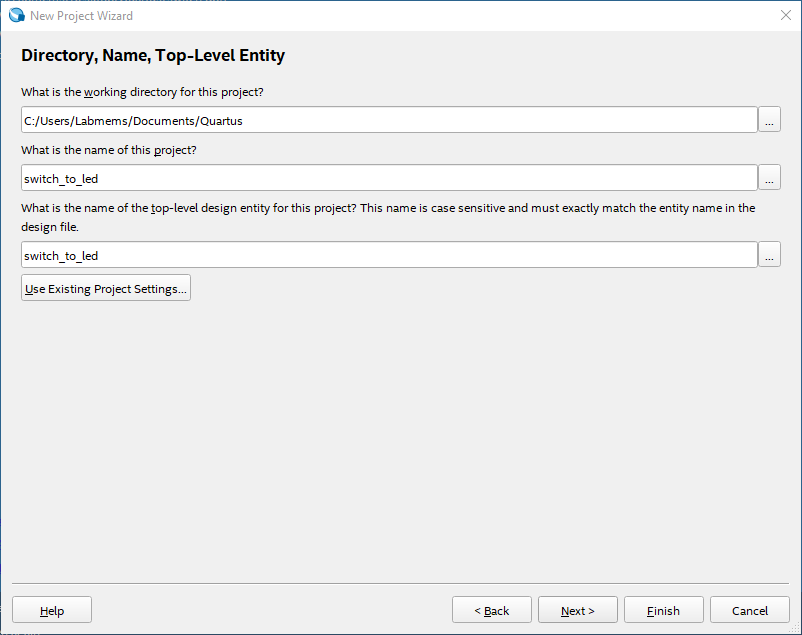 New Project Wizard
Directory, Name, Top-Level Entity
What is the working directory for this project?
C:/Users/Labmems/Documents/Quartus
...
What is the name of this project?
switch_to_led
...
What is the name of the top-level design entity for this project? This name is case sensitive and must exactly match the entity name in the
design file.
switch_to_led
...
Use Existing Project Settings...
Help
< Back
Next >
Finish
Cancel